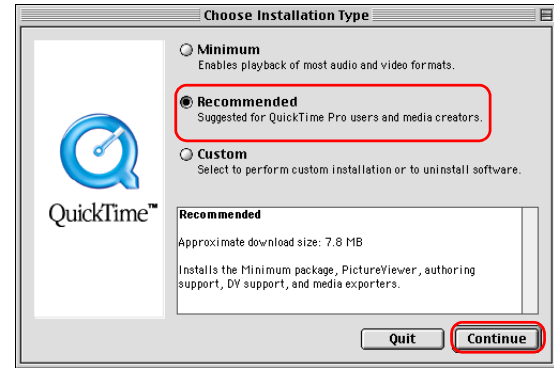 Choose Installation Type
Minimum
Enables playback of most audio and video formats.
Recommended
Suggested for QuickTime Pro users and media creators.
Custom
Select to perform custom installation or to uninstall software.
QuickTime™
Recommended
Approximate download size: 7.8 MB
Installs the Minimum package, PictureViewer, authoring
support, DV support, and media exporters.
Quit
Continue